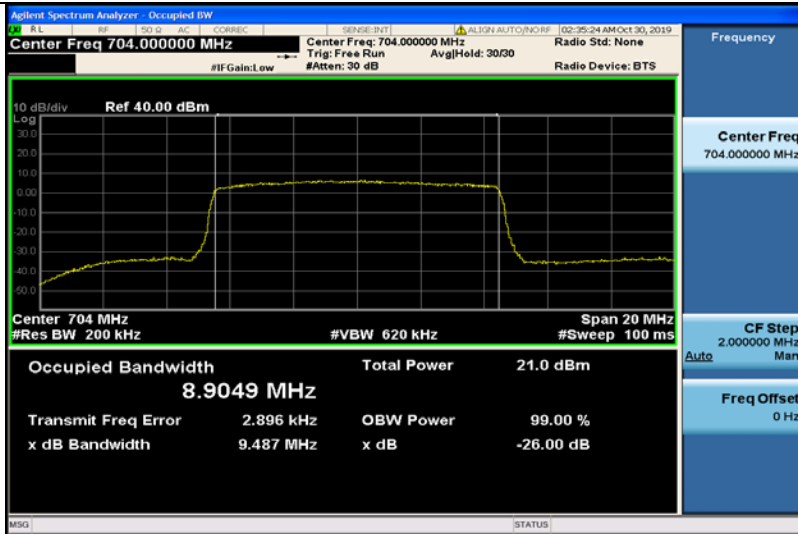 Agilent Spectrum Analyzer - Occupied BW
LXI RL RF 50 Ω AC CORREC SENSE:INT ALIGN AUTO/NO RF 02:35:24 AM Oct 30, 2019
Center Freq 704.000000 MHz
Center Freq: 704.000000 MHz Radio Std: None
Trig: Free Run Avg|Hold: 30/30
#IFGain:Low #Atten: 30 dB Radio Device: BTS
10 dB/div Ref 40.00 dBm
Log
30.0
20.0
10.0
0.00
-10.0
-20.0
-30.0
-40.0
-50.0
Center 704 MHz Span 20 MHz
#Res BW 200 kHz #VBW 620 kHz #Sweep 100 ms
Occupied Bandwidth Total Power 21.0 dBm
8.9049 MHz
Transmit Freq Error 2.896 kHz OBW Power 99.00 %
x dB Bandwidth 9.487 MHz x dB -26.00 dB
MSG STATUS
Frequency
Center Freq
704.000000 MHz
CF Step
2.000000 MHz
Auto Man
Freq Offset
0 Hz